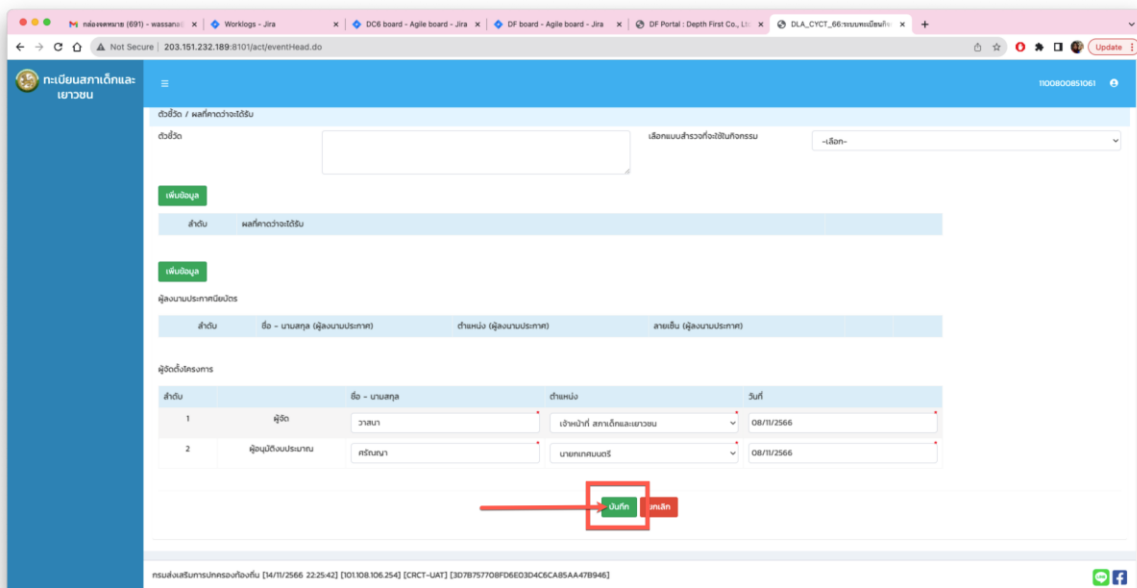 กล่องจดหมาย (691) - wassana
Worklogs - Jira
DC6 board - Agile board - Jira
DF board - Agile board - Jira
DF Portal : Depth First Co., Lt
DLA_CYCT_66:ระบบทะเบียน
Not Secure | 203.151.232.189:8101/act/eventHead.do
Update
ทะเบียนสภาเด็กและ
เยาวชน
1100800851061
ตัวชี้วัด / ผลที่คาดว่าจะได้รับ
ตัวชี้วัด
เลือกแบบสำรวจที่จะใช้ในกิจกรรม
-เลือก-
เพิ่มข้อมูล
ลำดับ ผลที่คาดว่าจะได้รับ
เพิ่มข้อมูล
ผู้ลงนามประกาศนียบัตร
ลำดับ ชื่อ - นามสกุล (ผู้ลงนามประกาศ) ตำแหน่ง (ผู้ลงนามประกาศ) ลายเซ็น (ผู้ลงนามประกาศ)
ผู้จัดตั้งโครงการ
ลำดับ ชื่อ - นามสกุล ตำแหน่ง วันที่
1 ผู้จัด วาสนา เจ้าหน้าที่ สภาเด็กและเยาวชน 08/11/2566
2 ผู้อนุมัติงบประมาณ ศรัณญา นายกเทศมนตรี 08/11/2566
บันทึก ยกเลิก
กรมส่งเสริมการปกครองท้องถิ่น [14/11/2566 22:25:42] [101.108.106.254] [CRCT-UAT] [3D7B757708FD6E03D4C6CA85AA47B946]